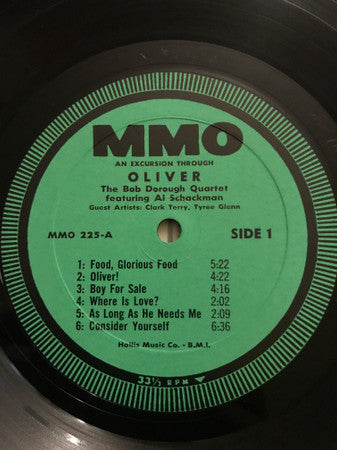 MMO
AN EXCURSION THROUGH
OLIVER
The Bob Dorough Quartet
featuring Al Schackman
Guest Artists: Clark Terry, Tyree Glenn
MMO 225-A SIDE 1
1: Food, Glorious Food 5:22
2: Oliver! 4:22
3: Boy For Sale 4:16
4: Where Is Love? 2:02
5: As Long As He Needs Me 2:09
6: Consider Yourself 6:36
Hollis Music Co. - B.M.I.
33⅓ RPM